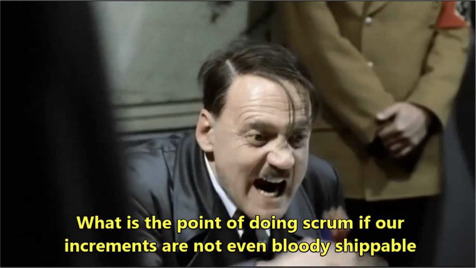 What is the point of doing scrum if our
increments are not even bloody shippable